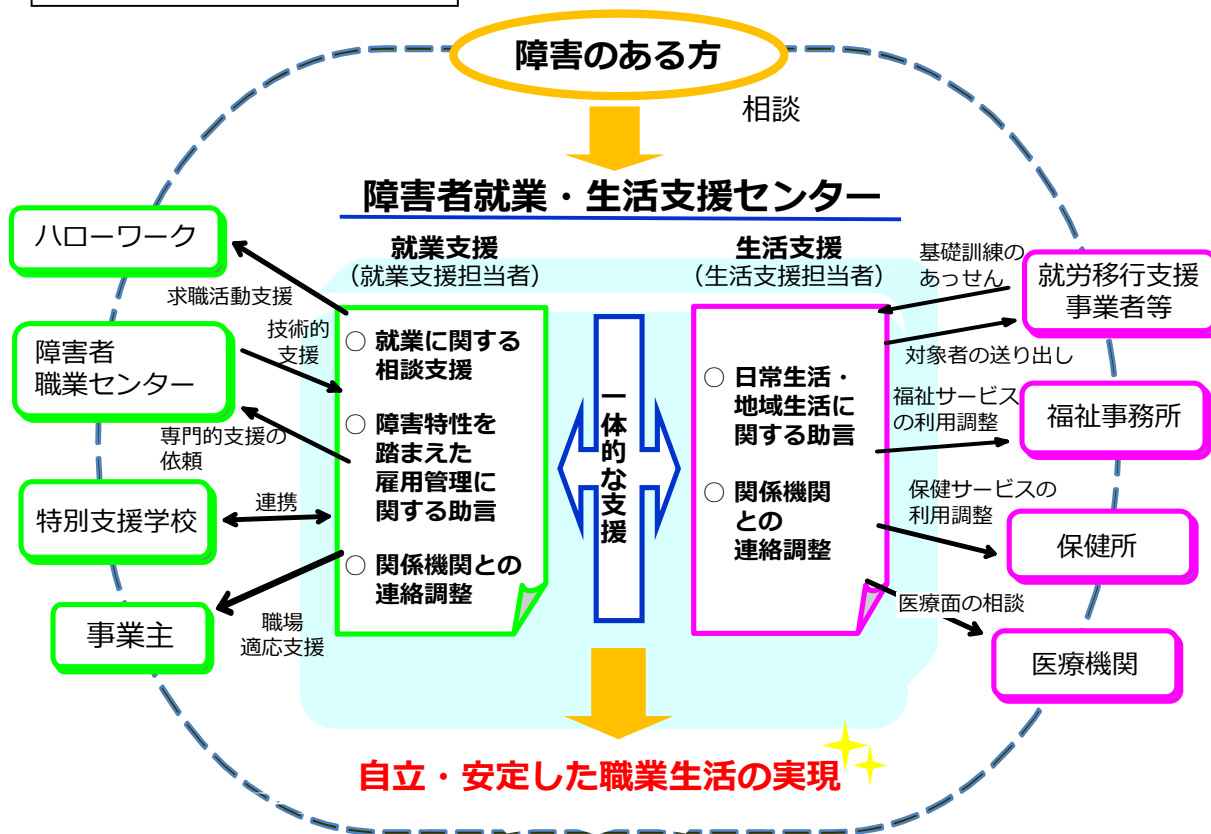 障害のある方
相談
障害者就業・生活支援センター
ハローワーク
求職活動支援
障害者
職業センター
技術的
支援
専門的支援の
依頼
特別支援学校
連携
事業主
職場
適応支援
就業支援
（就業支援担当者）
○ 就業に関する
相談支援
○ 障害特性を
踏まえた
雇用管理に
関する助言
○ 関係機関との
連絡調整
一体的な支援
生活支援
（生活支援担当者）
○ 日常生活・
地域生活に
関する助言
○ 関係機関
との
連絡調整
基礎訓練の
あっせん
就労移行支援
事業者等
対象者の送り出し
福祉サービス
の利用調整
福祉事務所
保健サービスの
利用調整
保健所
医療面の相談
医療機関
自立・安定した職業生活の実現